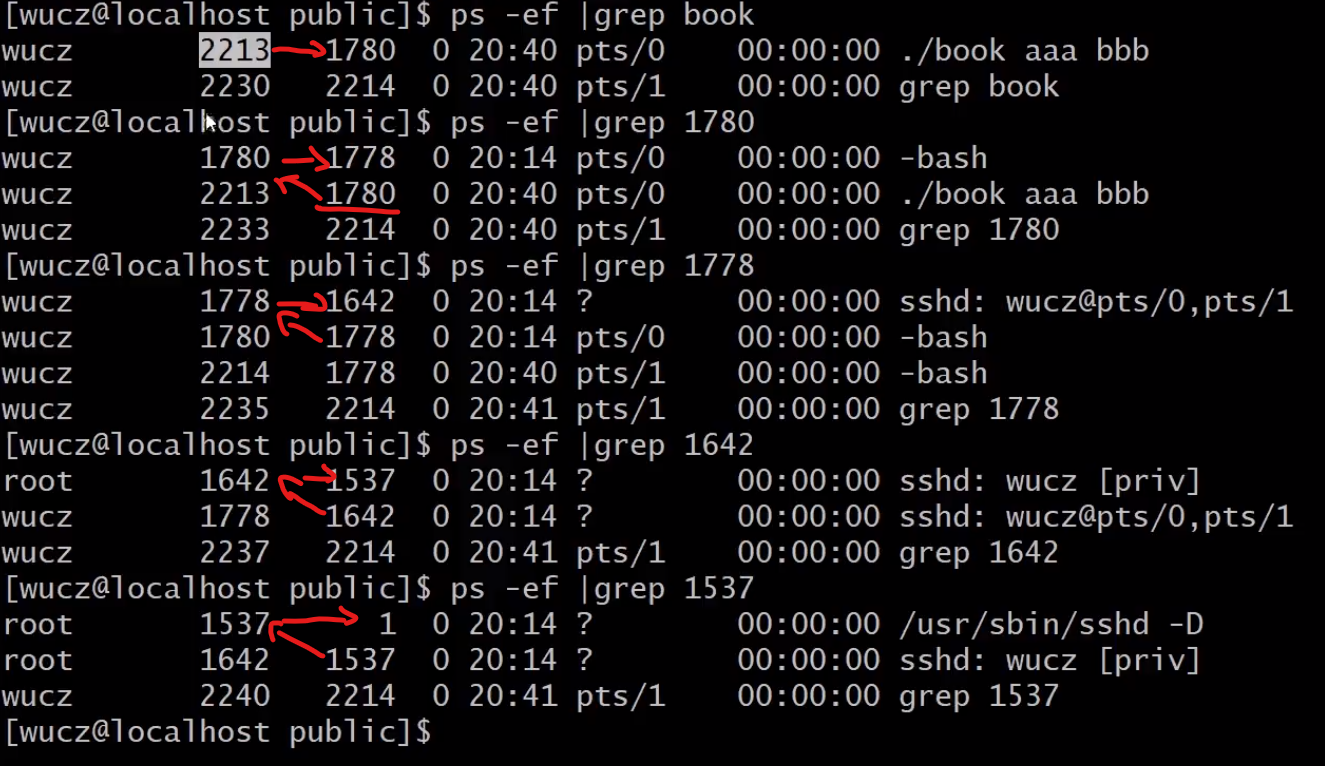 [wucz@localhost public]$ ps -ef |grep book
wucz 2213 1780 0 20:40 pts/0 00:00:00 ./book aaa bbb
wucz 2230 2214 0 20:40 pts/1 00:00:00 grep book
[wucz@localhost public]$ ps -ef |grep 1780
wucz 1780 1778 0 20:14 pts/0 00:00:00 -bash
wucz 2213 1780 0 20:40 pts/0 00:00:00 ./book aaa bbb
wucz 2233 2214 0 20:40 pts/1 00:00:00 grep 1780
[wucz@localhost public]$ ps -ef |grep 1778
wucz 1778 1642 0 20:14 ? 00:00:00 sshd: wucz@pts/0,pts/1
wucz 1780 1778 0 20:14 pts/0 00:00:00 -bash
wucz 2214 1778 0 20:40 pts/1 00:00:00 -bash
wucz 2235 2214 0 20:41 pts/1 00:00:00 grep 1778
[wucz@localhost public]$ ps -ef |grep 1642
root 1642 1537 0 20:14 ? 00:00:00 sshd: wucz [priv]
wucz 1778 1642 0 20:14 ? 00:00:00 sshd: wucz@pts/0,pts/1
wucz 2237 2214 0 20:41 pts/1 00:00:00 grep 1642
[wucz@localhost public]$ ps -ef |grep 1537
root 1537 1 0 20:14 ? 00:00:00 /usr/sbin/sshd -D
root 1642 1537 0 20:14 ? 00:00:00 sshd: wucz [priv]
wucz 2240 2214 0 20:41 pts/1 00:00:00 grep 1537
[wucz@localhost public]$